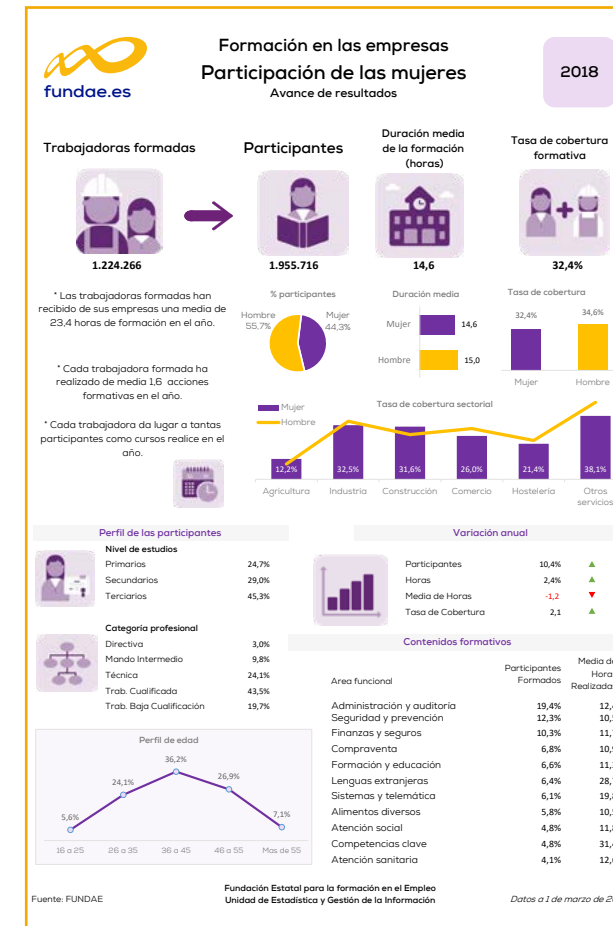 fundae.es
Formación en las empresas
Participación de las mujeres
Avance de resultados
2018
Trabajadoras formadas
1.224.266
Participantes
1.955.716
Duración media
de la formación
(horas)
14,6
Tasa de cobertura
formativa
32,4%
* Las trabajadoras formadas han
recibido de sus empresas una media de
23,4 horas de formación en el año.
* Cada trabajadora formada ha
realizado de media 1,6 acciones
formativas en el año.
* Cada trabajadora da lugar a tantas
participantes como cursos realice en el
año.
% participantes
Hombre
55,7%
Mujer
44,3%
Duración media
Mujer 14,6
Hombre 15,0
Tasa de cobertura
32,4% 34,6%
Mujer Hombre
Tasa de cobertura sectorial
Mujer
Hombre
12,2% 32,5% 31,6% 26,0% 21,4% 38,1%
Agricultura Industria Construcción Comercio Hostelería Otros
servicios
Perfil de las participantes
Nivel de estudios
Primarios 24,7%
Secundarios 29,0%
Terciarios 45,3%
Categoría profesional
Directiva 3,0%
Mando Intermedio 9,8%
Técnica 24,1%
Trab. Cualificada 43,5%
Trab. Baja Cualificación 19,7%
Perfil de edad
5,6% 24,1% 36,2% 26,9% 7,1%
16 a 25 26 a 35 36 a 45 46 a 55 Mas de 55
Variación anual
Participantes 10,4% ▲
Horas 2,4% ▲
Media de Horas -1,2 ▼
Tasa de Cobertura 2,1 ▲
Contenidos formativos
Area funcional
Participantes
Formados
Media de
Horas
Realizadas
Administración y auditoria 19,4%
Seguridad y prevención 12,3%
Finanzas y seguros 10,3%
Compraventa 6,8%
Formación y educación 6,6%
Lenguas extranjeras 6,4%
Sistemas y telemática 6,1%
Alimentos diversos 5,8%
Atención social 4,8%
Competencias clave 4,8%
Atención sanitaria 4,1%
Fuente: FUNDAE
Fundación Estatal para la formación en el Empleo
Unidad de Estadística y Gestión de la Información
Datos a 1 de marzo de